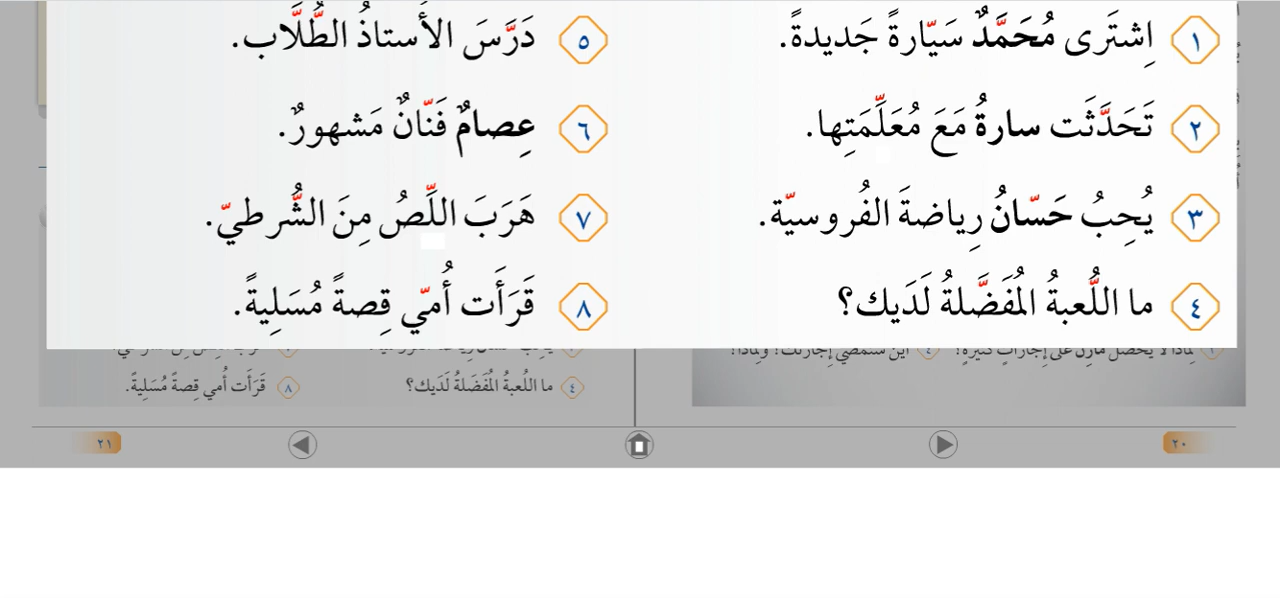 ١ اِشتَرى مُحَمَّدٌ سَيّارةً جَديدةً.
٢ تَحَدَّثَت سارةُ مَعَ مُعَلِّمَتِها.
٣ يُحِبُ حَسّانُ رِياضةَ الفُروسيّة.
٤ ما اللُّعبةُ المُفَضَّلةُ لَدَيك؟
٥ دَرَّسَ الأُستاذُ الطُّلَّاب.
٦ عِصامٌ فَنّانٌ مَشهورٌ.
٧ هَرَبَ اللِّصُ مِنَ الشُّرطيّ.
٨ قَرَأَت أُمّي قِصةً مُسَلِيةً.
٤ ما اللُعبةُ المُفَضَلةُ لَدَيك؟
٨ قَرَأَت أُمي قِصةً مُسَلِيةً.
٢٠
٢١